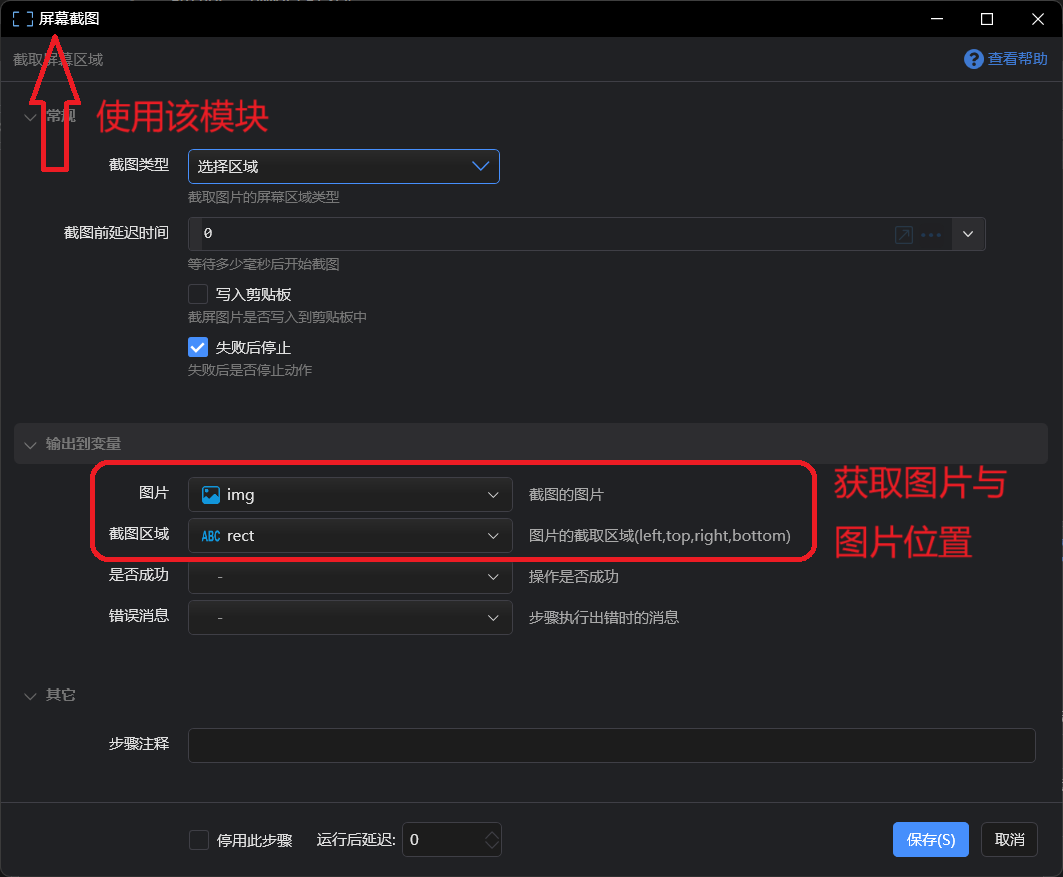 屏幕截图
截取屏幕区域
查看帮助
常规
使用该模块
截图类型
选择区域
截取图片的屏幕区域类型
截图前延迟时间
0
等待多少毫秒后开始截图
写入剪贴板
截屏图片是否写入到剪贴板中
失败后停止
失败后是否停止动作
输出到变量
图片
img
截图的图片
获取图片与
截图区域
ABC rect
图片的截取区域(left,top,right,bottom)
图片位置
是否成功
-
操作是否成功
错误消息
-
步骤执行出错时的消息
其它
步骤注释
停用此步骤
运行后延迟:
0
保存(S)
取消